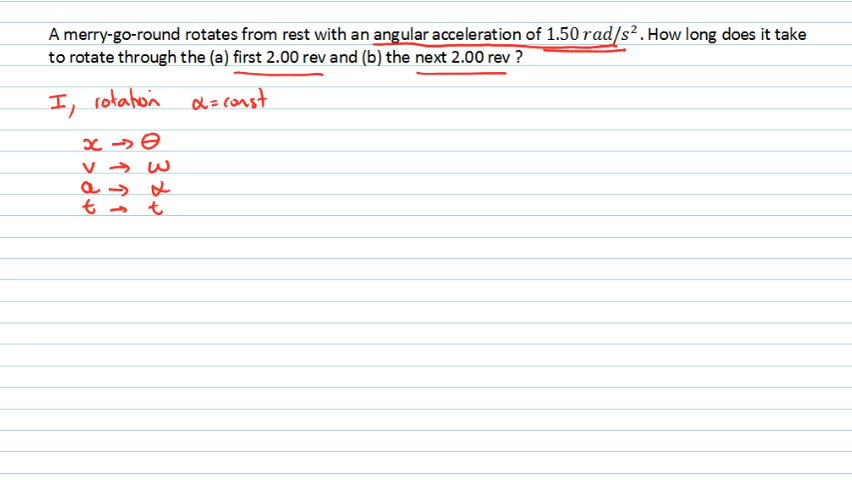 A merry-go-round rotates from rest with an angular acceleration of 1.50 rad/s². How long does it take
to rotate through the (a) first 2.00 rev and (b) the next 2.00 rev ?
I, rotation α = const
x → θ
v → ω
a → α
t → t